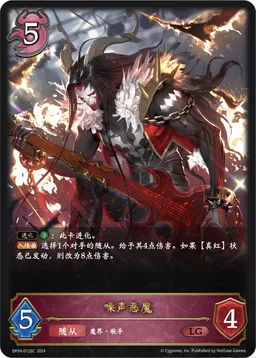 5
进化 3 : 此卡进化。
入场曲 选择1个对手的随从。给予其4点伤害。如果【真红】状
态已发动，则改为8点伤害。
噪声恶魔
5
随从 魔界·歌手 LG
4
© Cygames, Inc. Published by NetEase Games